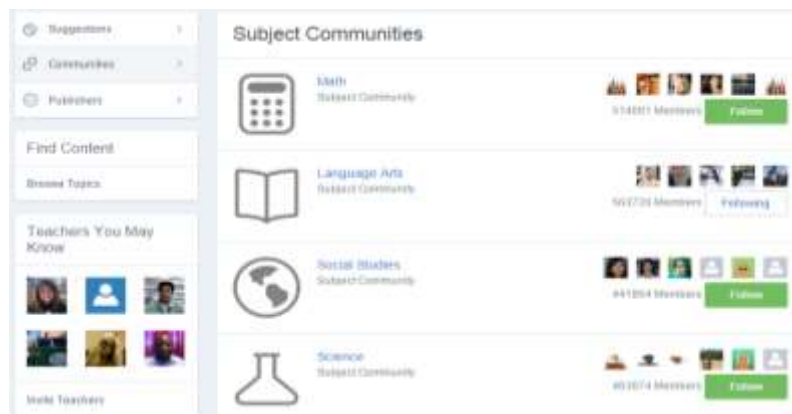 Suggestions
Communities
Publishers
Find Content
Browse Topics
Teachers You May
Know
Invite Teachers
Subject Communities
Math
Subject Community
Members
Follow
Language Arts
Subject Community
Members
Following
Social Studies
Subject Community
Members
Follow
Science
Subject Community
Members
Follow